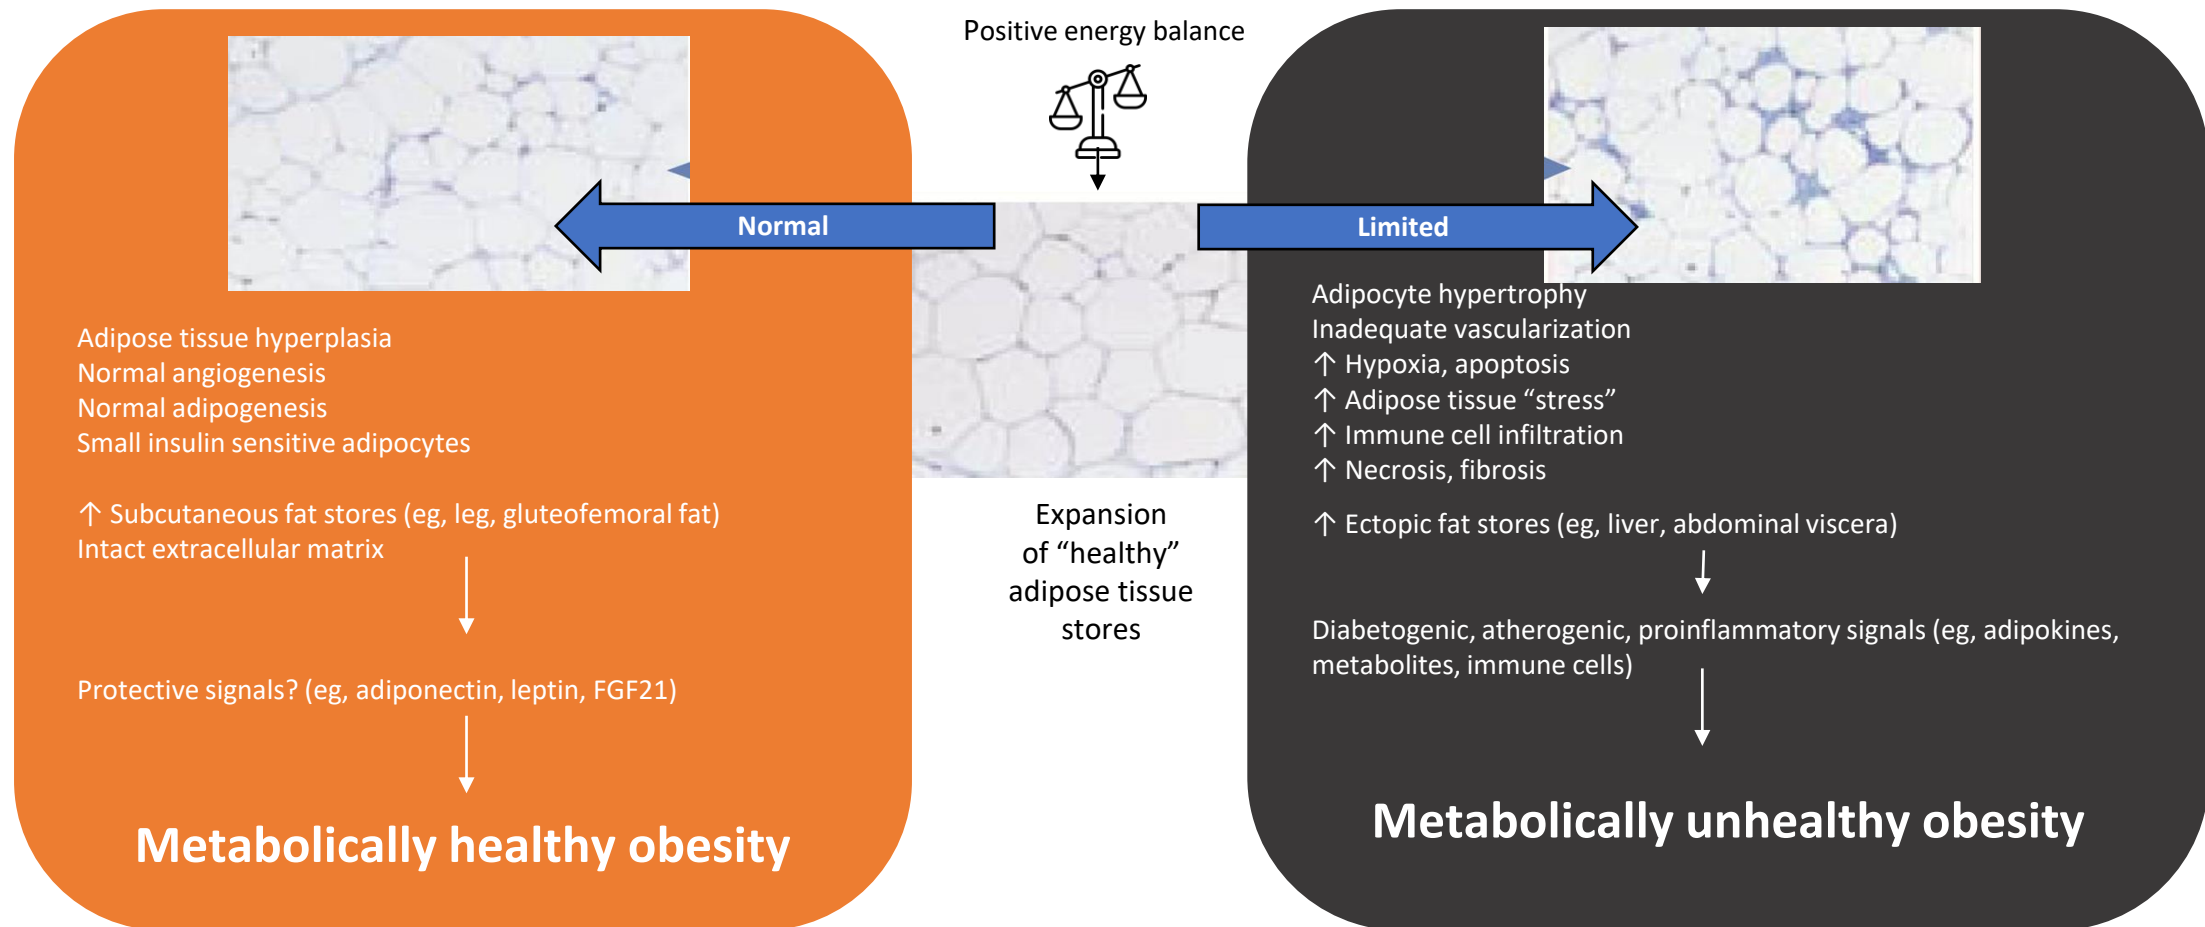 Positive energy balance
Normal
Limited
Adipose tissue hyperplasia
Normal angiogenesis
Normal adipogenesis
Small insulin sensitive adipocytes
↑ Subcutaneous fat stores (eg, leg, gluteofemoral fat)
Intact extracellular matrix
Protective signals? (eg, adiponectin, leptin, FGF21)
Metabolically healthy obesity
Expansion
of “healthy”
adipose tissue
stores
Adipocyte hypertrophy
Inadequate vascularization
↑ Hypoxia, apoptosis
↑ Adipose tissue “stress”
↑ Immune cell infiltration
↑ Necrosis, fibrosis
↑ Ectopic fat stores (eg, liver, abdominal viscera)
Diabetogenic, atherogenic, proinflammatory signals (eg, adipokines,
metabolites, immune cells)
Metabolically unhealthy obesity